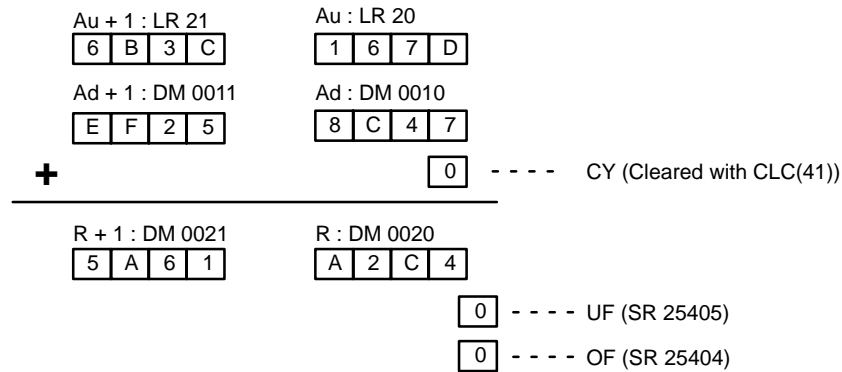 Au + 1 : LR 21 Au : LR 20
6 B 3 C 1 6 7 D
Ad + 1 : DM 0011 Ad : DM 0010
E F 2 5 8 C 4 7
+ 0 - - - - CY (Cleared with CLC(41))
R + 1 : DM 0021 R : DM 0020
5 A 6 1 A 2 C 4
0 - - - - UF (SR 25405)
0 - - - - OF (SR 25404)